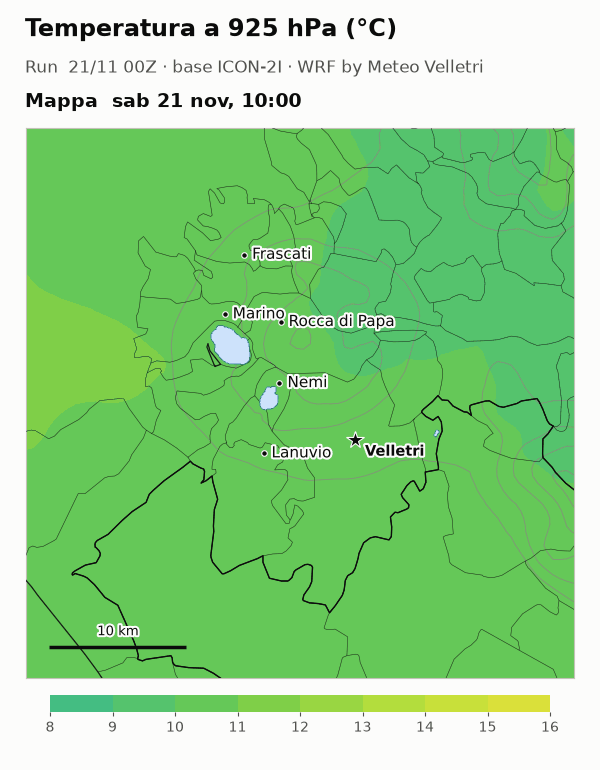 Temperatura a 925 hPa (°C)
Run  21/11 00Z · base ICON-2I · WRF by Meteo Velletri
Mappa  sab 21 nov, 10:00
Frascati
Marino
Rocca di Papa
Nemi
Velletri
Lanuvio
10 km
8 9 10 11 12 13 14 15 16